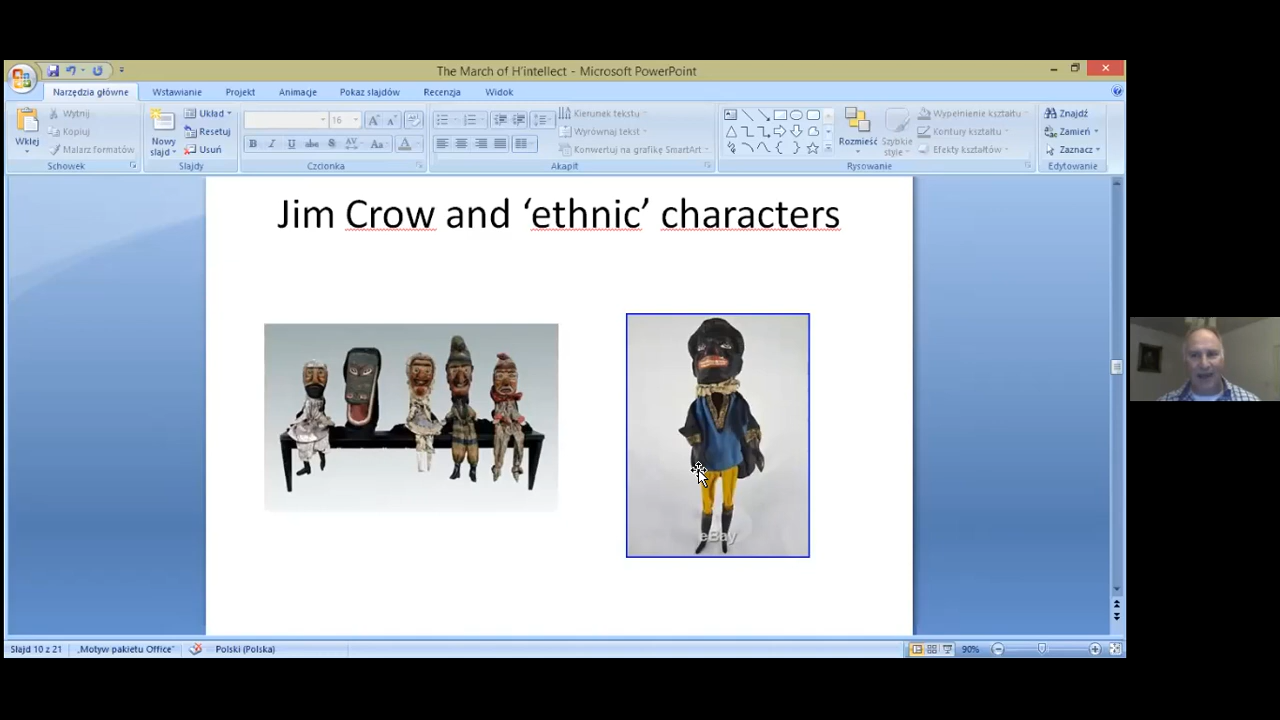 The March of H'intellect - Microsoft PowerPoint
Narzędzia główne
Wstawianie
Projekt
Animacje
Pokaz slajdów
Recenzja
Widok
Wklej
Wytnij
Kopiuj
Malarz formatów
Schowek
Nowy
slajd
Układ
Resetuj
Usuń
Slajdy
16
Czcionka
Kierunek tekstu
Wyrównaj tekst
Konwertuj na grafikę SmartArt
Akapit
Rozmieść
Szybkie
style
Wypełnienie kształtu
Kontury kształtu
Efekty kształtów
Rysowanie
Znajdź
Zamień
Zaznacz
Edytowanie
Jim Crow and ‘ethnic’ characters
eBay
Slajd 10 z 21
„Motyw pakietu Office”
Polski (Polska)
90%